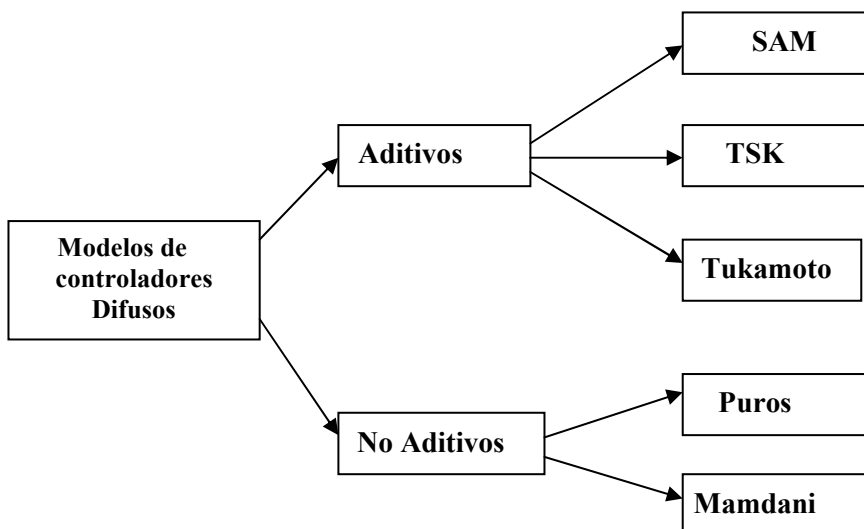 Modelos de
controladores
Difusos
Aditivos
No Aditivos
SAM
TSK
Tukamoto
Puros
Mamdani